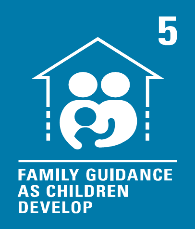 5
FAMILY GUIDANCE
AS CHILDREN
DEVELOP